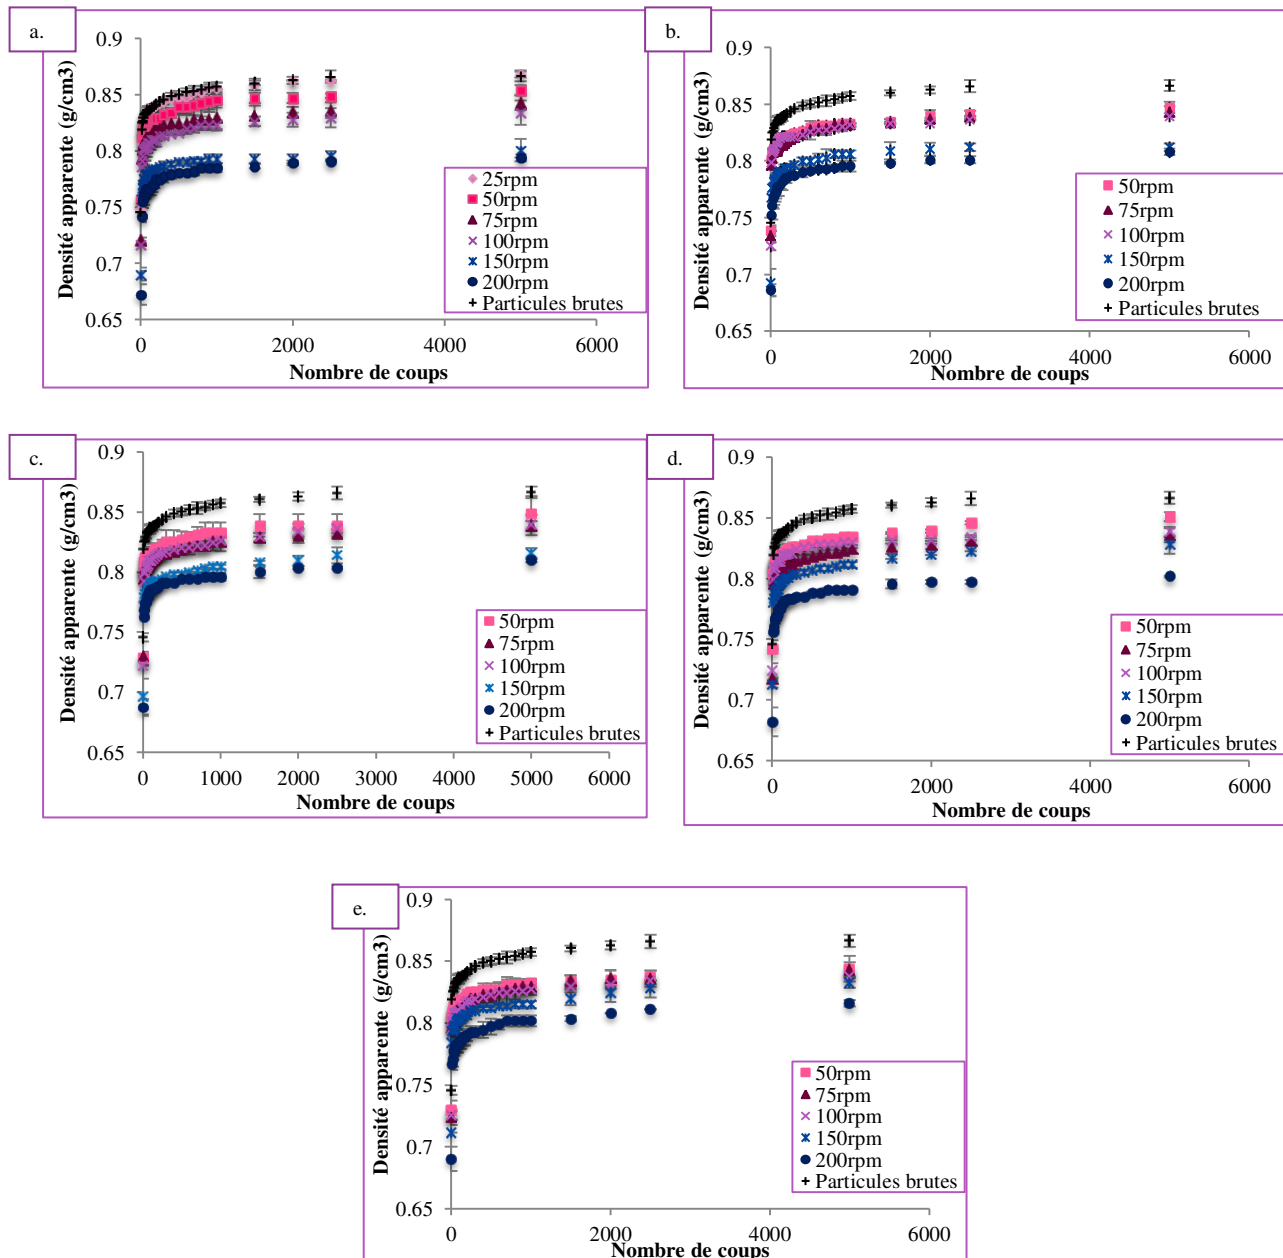 a.
Densité apparente (g/cm3)
0.9
0.85
0.8
0.75
0.7
0.65
0
2000
4000
6000
Nombre de coups
25rpm
50rpm
75rpm
100rpm
150rpm
200rpm
Particules brutes
b.
Densité apparente (g/cm3)
0.9
0.85
0.8
0.75
0.7
0.65
0
2000
4000
6000
Nombre de coups
50rpm
75rpm
100rpm
150rpm
200rpm
Particules brutes
c.
Densité apparente (g/cm3)
0.9
0.85
0.8
0.75
0.7
0.65
0
1000
2000
3000
4000
5000
6000
Nombre de coups
50rpm
75rpm
100rpm
150rpm
200rpm
Particules brutes
d.
Densité apparente (g/cm3)
0.9
0.85
0.8
0.75
0.7
0.65
0
2000
4000
6000
Nombre de coups
50rpm
75rpm
100rpm
150rpm
200rpm
Particules brutes
e.
Densité apparente (g/cm3)
0.9
0.85
0.8
0.75
0.7
0.65
0
2000
4000
6000
Nombre de coups
50rpm
75rpm
100rpm
150rpm
200rpm
Particules brutes